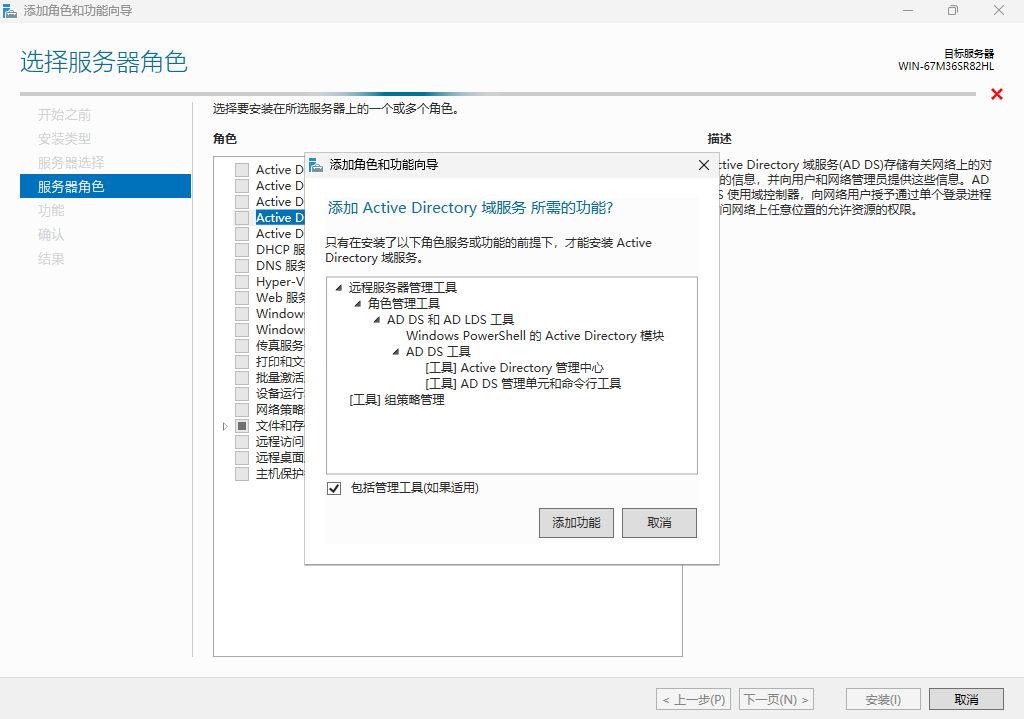 添加角色和功能向导
选择服务器角色
目标服务器
WIN-67M36SR82HL
开始之前
安装类型
服务器选择
服务器角色
功能
确认
结果
选择要安装在所选服务器上的一个或多个角色。
角色
Active D
Active D
Active D
Active D
Active D
DHCP 服
DNS 服务
Hyper-V
Web 服务
Window
Window
传真服务
打印和文
批量激活
设备运行
网络策略
文件和存
远程访问
远程桌面
主机保护
描述
ctive Directory 域服务(AD DS)存储有关网络上的对
的信息，并向用户和网络管理员提供这些信息。AD
S 使用域控制器，向网络用户授予通过单个登录进程
问网络上任意位置的允许资源的权限。
添加角色和功能向导
添加 Active Directory 域服务 所需的功能?
只有在安装了以下角色服务或功能的前提下，才能安装 Active
Directory 域服务。
远程服务器管理工具
角色管理工具
AD DS 和 AD LDS 工具
Windows PowerShell 的 Active Directory 模块
AD DS 工具
[工具] Active Directory 管理中心
[工具] AD DS 管理单元和命令行工具
[工具] 组策略管理
包括管理工具(如果适用)
添加功能
取消
< 上一步(P)
下一页(N) >
安装(I)
取消